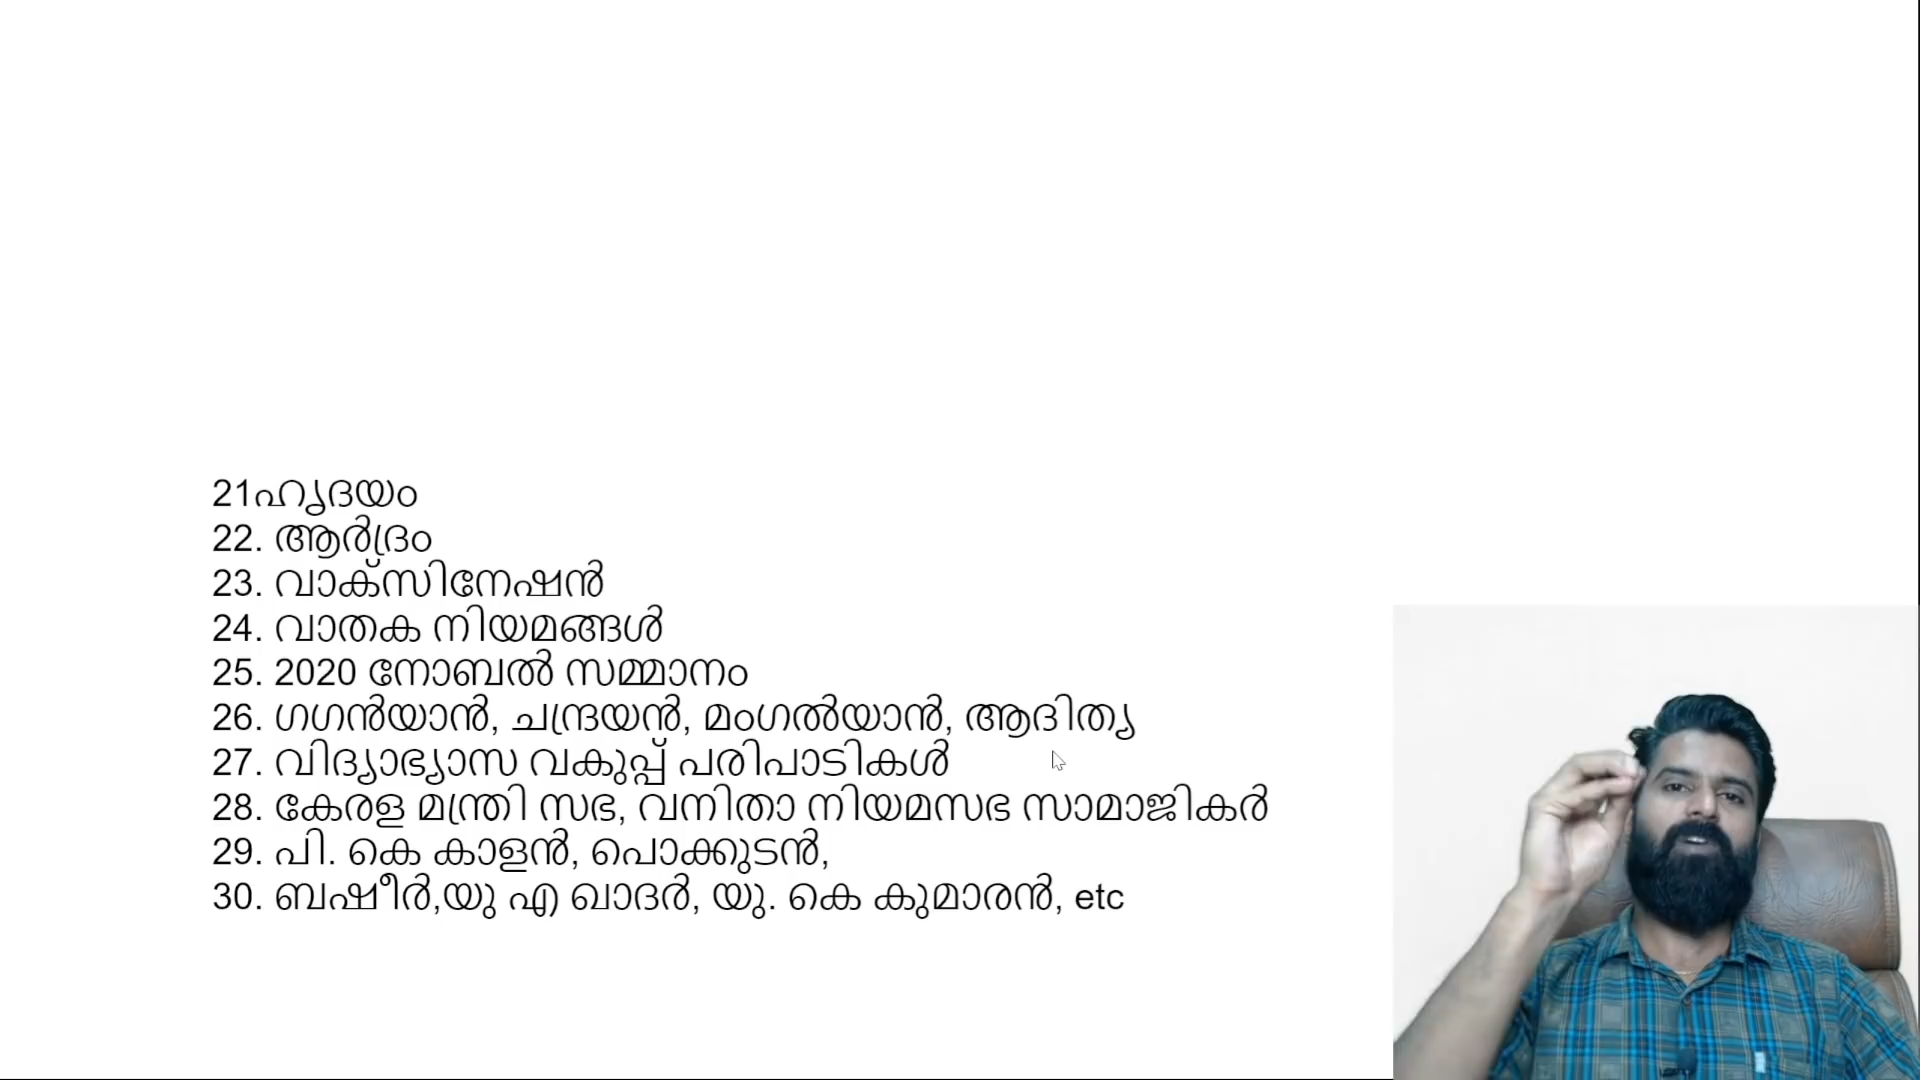 21ഹൃദയം
22. ആർദ്രം
23. വാക്സിനേഷൻ
24. വാതക നിയമങ്ങൾ
25. 2020 നോബൽ സമ്മാനം
26. ഗഗൻയാൻ, ചന്ദ്രയൻ, മംഗൽയാൻ, ആദിത്യ
27. വിദ്യാഭ്യാസ വകുപ്പ് പരിപാടികൾ
28. കേരള മന്ത്രി സഭ, വനിതാ നിയമസഭ സാമാജികർ
29. പി. കെ കാളൻ, പൊക്കുടൻ,
30. ബഷീർ,യു എ ഖാദർ, യു. കെ കുമാരൻ, etc